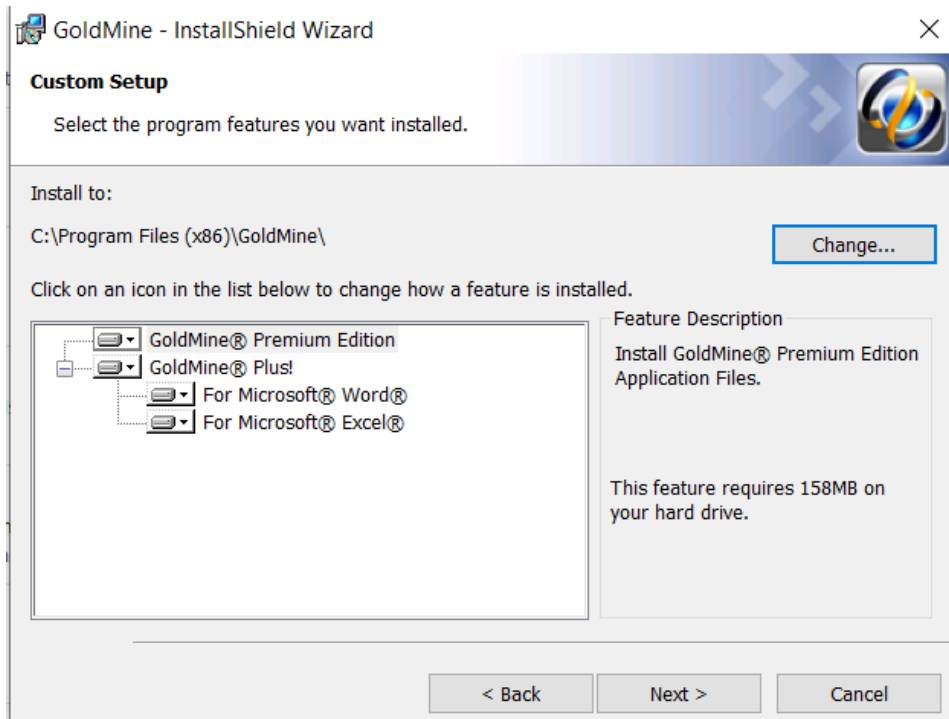 GoldMine - InstallShield Wizard
Custom Setup
Select the program features you want installed.
Install to:
C:\Program Files (x86)\GoldMine\
Change...
Click on an icon in the list below to change how a feature is installed.
GoldMine® Premium Edition
GoldMine® Plus!
For Microsoft® Word®
For Microsoft® Excel®
Feature Description
Install GoldMine® Premium Edition
Application Files.
This feature requires 158MB on
your hard drive.
< Back
Next >
Cancel